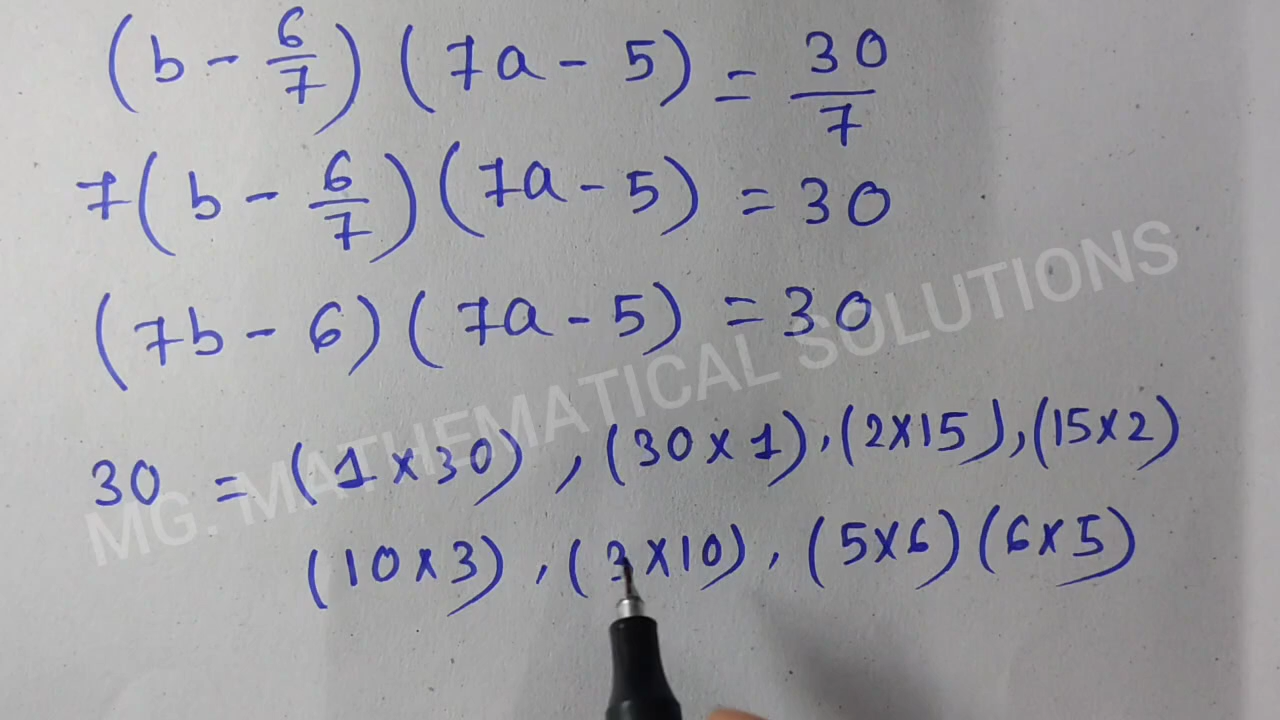 (b - 6/7) (7a - 5) = 30/7
7(b - 6/7)(7a - 5) = 30
(7b - 6)(7a - 5) = 30
30 = (1 × 30), (30 × 1), (2×15), (15×2)
(10 × 3), (3×10), (5×6) (6×5)
MG. MATHEMATICAL SOLUTIONS